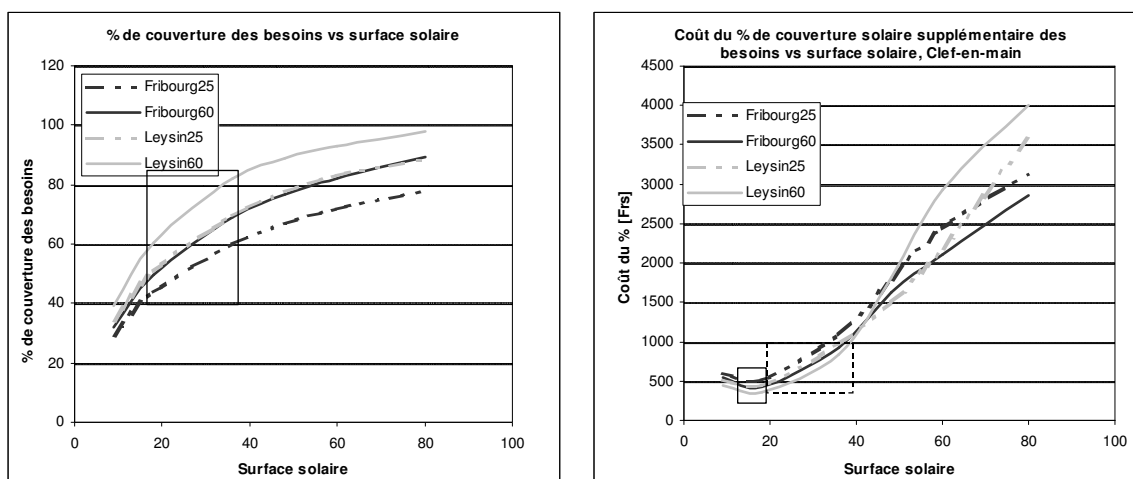 % de couverture des besoins vs surface solaire
120
100
80
60
40
20
0
% de couverture des besoins
Fribourg25
Fribourg60
Leysin25
Leysin60
0 20 40 60 80 100
Surface solaire
Coût du % de couverture solaire supplémentaire des
besoins vs surface solaire, Clef-en-main
4500
4000
3500
3000
2500
2000
1500
1000
500
0
Coût du % [Frs]
Fribourg25
Fribourg60
Leysin25
Leysin60
0 20 40 60 80 100
Surface solaire